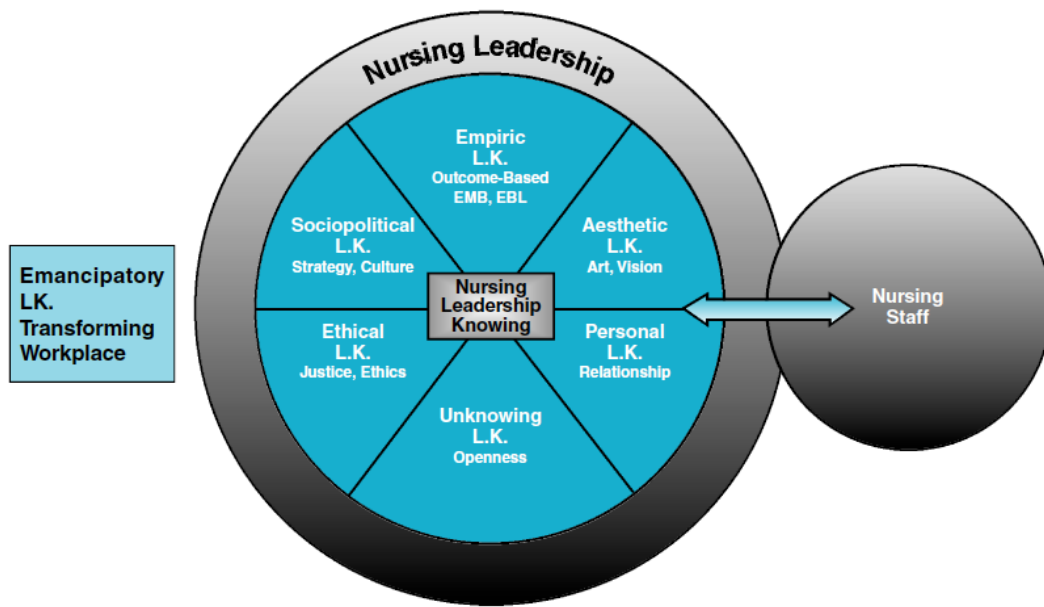 Nursing Leadership
Empiric
L.K.
Outcome-Based
EMB, EBL
Sociopolitical
L.K.
Strategy, Culture
Aesthetic
L.K.
Art, Vision
Emancipatory
LK.
Transforming
Workplace
Nursing
Leadership
Knowing
Nursing
Staff
Ethical
L.K.
Justice, Ethics
Personal
L.K.
Relationship
Unknowing
L.K.
Openness